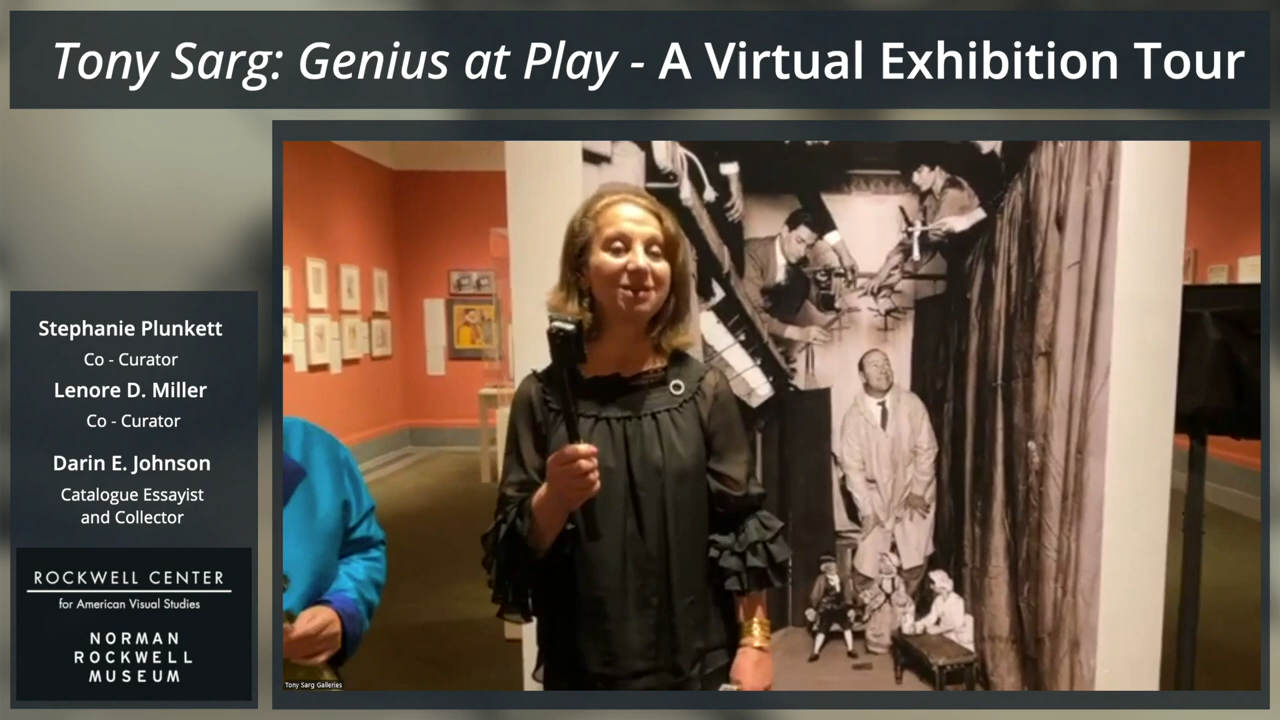 Tony Sarg: Genius at Play - A Virtual Exhibition Tour
Stephanie Plunkett
Co - Curator
Lenore D. Miller
Co - Curator
Darin E. Johnson
Catalogue Essayist
and Collector
ROCKWELL CENTER
for American Visual Studies
NORMAN
ROCKWELL
MUSEUM
Tony Sarg Galleries